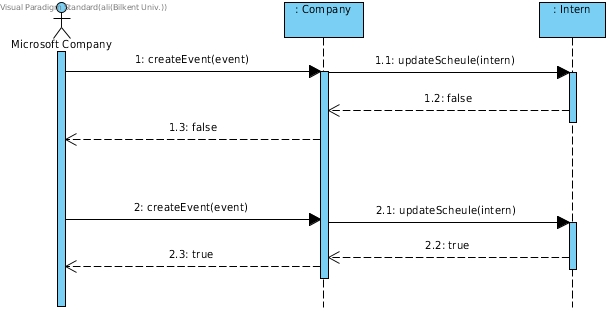 Visual Paradigm Standard(ali(Bilkent Univ.))
: Company
: Intern
Microsoft Company
1: createEvent(event)
1.1: updateScheule(intern)
1.2: false
1.3: false
2: createEvent(event)
2.1: updateScheule(intern)
2.2: true
2.3: true